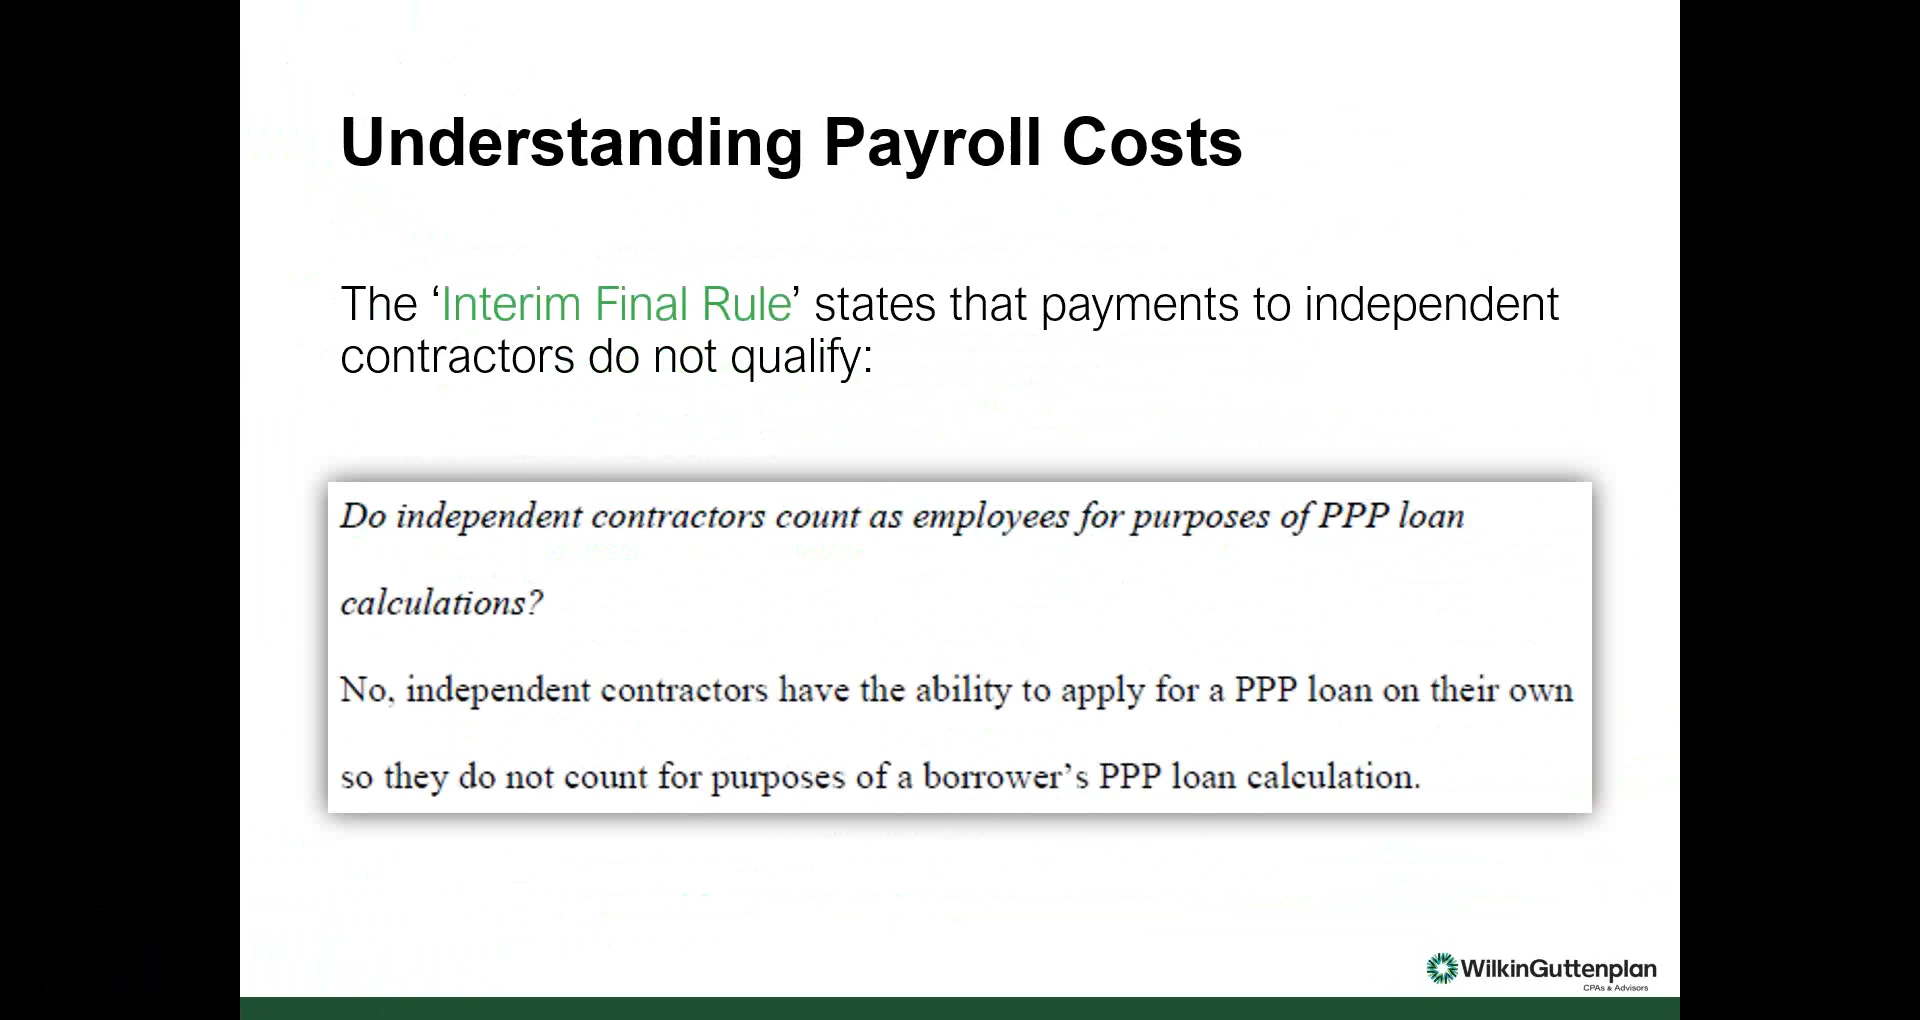 Understanding Payroll Costs
The ‘Interim Final Rule’ states that payments to independent
contractors do not qualify:
Do independent contractors count as employees for purposes of PPP loan
calculations?
No, independent contractors have the ability to apply for a PPP loan on their own
so they do not count for purposes of a borrower’s PPP loan calculation.
WilkinGuttenplan
CPAs & Advisors